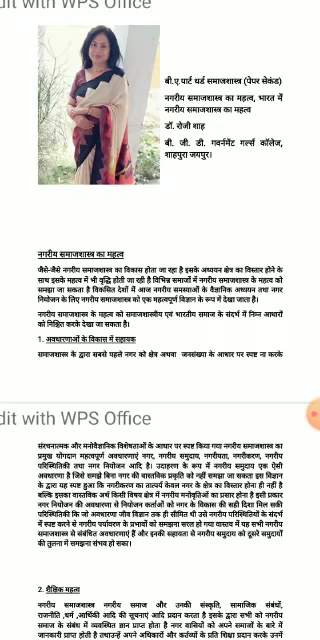 dit with WPS Office
बी.ए.पार्ट थर्ड समाजशास्त्र (पेपर सेकंड)
नगरीय समाजशास्त्र का महत्व, भारत में
नगरीय समाजशास्त्र का महत्व
डॉ. रोजी शाह
बी. जी. डी. गवर्नमेंट गर्ल्स कॉलेज,
शाहपुरा जयपुर।
नगरीय समाजशास्त्र का महत्व
जैसे-जैसे नगरीय समाजशास्त्र का विकास होता जा रहा है इसके अध्ययन क्षेत्र का विस्तार होने के
साथ इसके महत्व में भी वृद्धि होती जा रही है विभिन्न समाजों में नगरीय समाजशास्त्र के महत्व को
समझा जा सकता है विकसित देशों में आज नगरीय समस्याओं के वैज्ञानिक अध्ययन तथा नगर
नियोजन के लिए नगरीय समाजशास्त्र को एक महत्वपूर्ण विज्ञान के रूप में देखा जाता है।
नगरीय समाजशास्त्र के महत्व को समाजशास्त्रीय एवं भारतीय समाज के संदर्भ में निम्न आधारों
को निश्चित करके देखा जा सकता है।
1. अवधारणाओं के विकास में सहायक
समाजशास्त्र के द्वारा सबसे पहले नगर को क्षेत्र अथवा जनसंख्या के आधार पर स्पष्ट ना करके
dit with WPS Office
संरचनात्मक और मनोवैज्ञानिक विशेषताओं के आधार पर स्पष्ट किया गया नगरीय समाजशास्त्र का
प्रमुख योगदान महत्वपूर्ण अवधारणाएं नगर, नगरीय समुदाय, नगरीयता, नगरीकरण, नगरीय
परिस्थितिकी तथा नगर नियोजन आदि है। उदाहरण के रूप में नगरीय समुदाय एक ऐसी
अवधारणा है जिसे समझे बिना नगर की वास्तविक प्रकृति को नहीं समझा जा सकता इस विज्ञान
के द्वारा यह स्पष्ट हुआ कि नगरीकरण का तात्पर्य केवल नगर के क्षेत्र का विस्तार होना ही नहीं है
बल्कि इसका वास्तविक अर्थ किसी विषय क्षेत्र में नगरीय मनोवृतियों का प्रसार होना है इसी प्रकार
नगर नियोजन की अवधारणा से नियोजन कर्ताओं को नगर के विकास की सही दिशा मिल सकी
परिस्थितिकि कि जो अवधारणा जीव विज्ञान तक ही सीमित थी उसे नगरीय परिस्थितियों के संदर्भ
में स्पष्ट करने से नगरीय पर्यावरण के प्रभावों को समझना सरल हो गया वास्तव में यह सभी नगरीय
समाजशास्त्र से संबंधित अवधारणाएं हैं और इनकी सहायता से नगरीय समुदाय को दूसरे समुदायों
की तुलना में समझना संभव हो सका।
2. शैक्षिक महत्व
नगरीय समाजशास्त्र नगरीय समाज और उनकी संस्कृति, सामाजिक संबंधों,
राजनीति ,धर्म ,आर्थिकी आदि की सूचनाएं आदि प्रदान करता है इसके द्वारा सभी को नगरीय
समाज के संबंध में व्यवस्थित ज्ञान प्राप्त होता है नगर वासियों को अपने समाजों के बारे में
जानकारी प्राप्त होती है तथाउन्हें अपने अधिकारों और कर्तव्यों के प्रति शिक्षा प्रदान करके उनमें